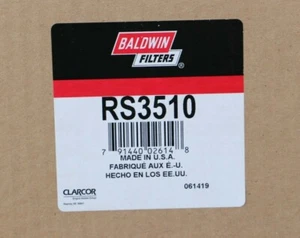 BALDWIN
FILTERS
RS3510
7 91440 02614 8
MADE IN U.S.A.
FABRIQUÉ AUX É.-U.
HECHO EN LOS EE.UU.
CLARCOR
061419